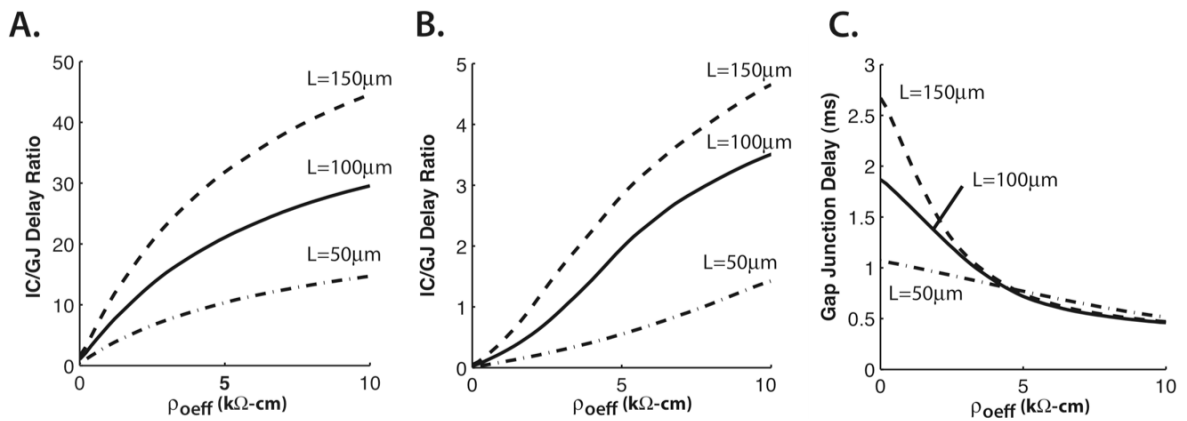 A.
IC/GJ Delay Ratio
50
40
30
20
10
0
L=150μm
L=100μm
L=50μm
0
5
10
ρoeff (kΩ-cm)
B.
IC/GJ Delay Ratio
5
4
3
2
1
0
L=150μm
L=100μm
L=50μm
0
5
10
ρoeff (kΩ-cm)
C.
Gap Junction Delay (ms)
3
2.5
2
1.5
1
0.5
0
L=150μm
L=100μm
L=50μm
0
5
10
ρoeff (kΩ-cm)